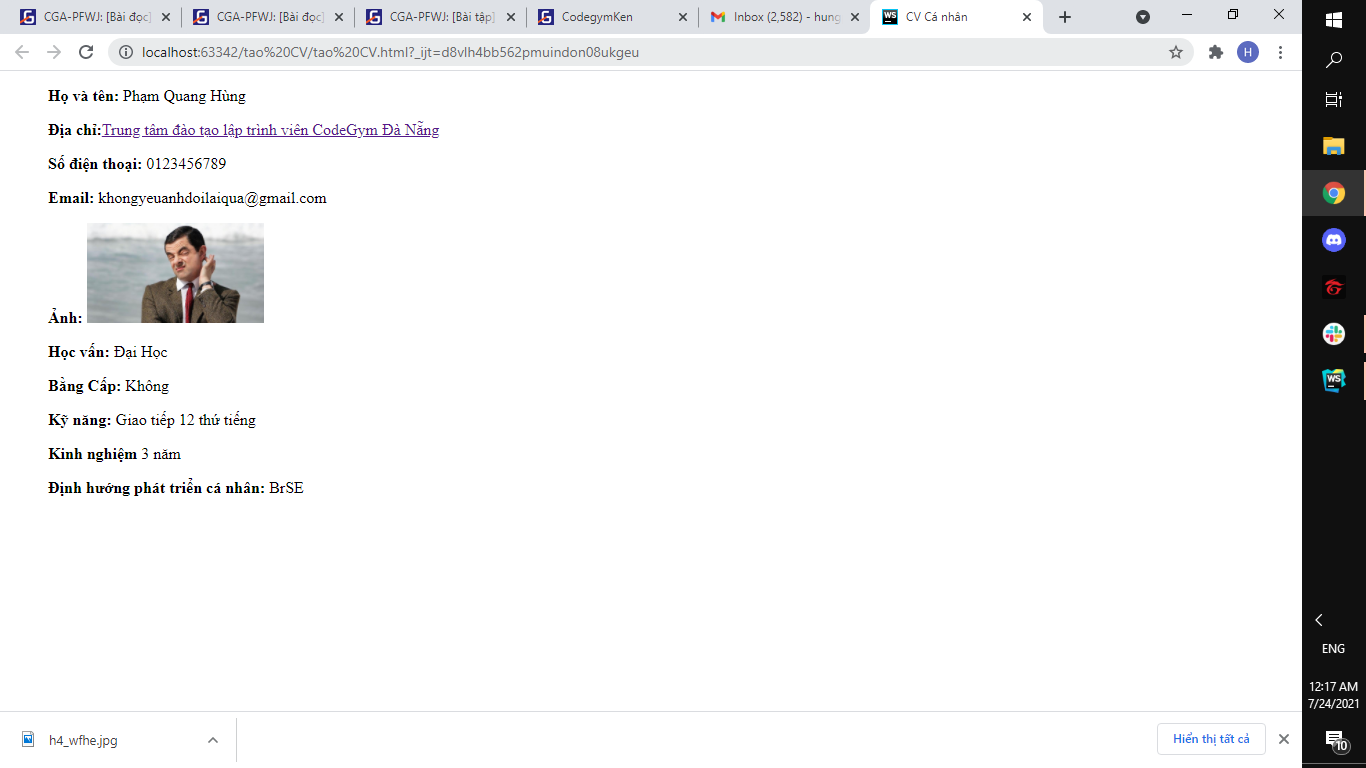 CGA-PFWJ: [Bài đọc]
CGA-PFWJ: [Bài đọc]
CGA-PFWJ: [Bài tập]
CodegymKen
Inbox (2,582) - hung
CV Cá nhân
localhost:63342/tao%20CV/tao%20CV.html?_ijt=d8vlh4bb562pmuindon08ukgeu
H
Họ và tên: Phạm Quang Hùng
Địa chỉ:Trung tâm đào tạo lập trình viên CodeGym Đà Nẵng
Số điện thoại: 0123456789
Email: khongyeuanhdoilaiqua@gmail.com
Ảnh:
Học vấn: Đại Học
Bằng Cấp: Không
Kỹ năng: Giao tiếp 12 thứ tiếng
Kinh nghiệm 3 năm
Định hướng phát triển cá nhân: BrSE
WS
ENG
12:17 AM
7/24/2021
10
h4_wfhe.jpg
Hiển thị tất cả